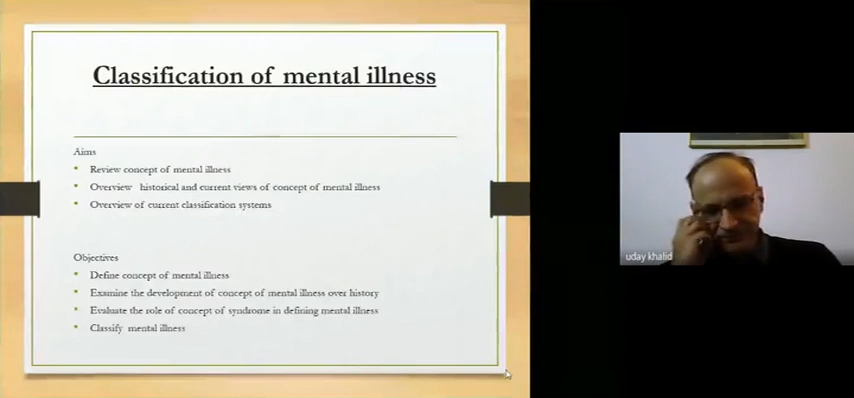 Classification of mental illness
Aims
• Review concept of mental illness
• Overview historical and current views of concept of mental illness
• Overview of current classification systems
Objectives
• Define concept of mental illness
• Examine the development of concept of mental illness over history
• Evaluate the role of concept of syndrome in defining mental illness
• Classify mental illness
uday khalid